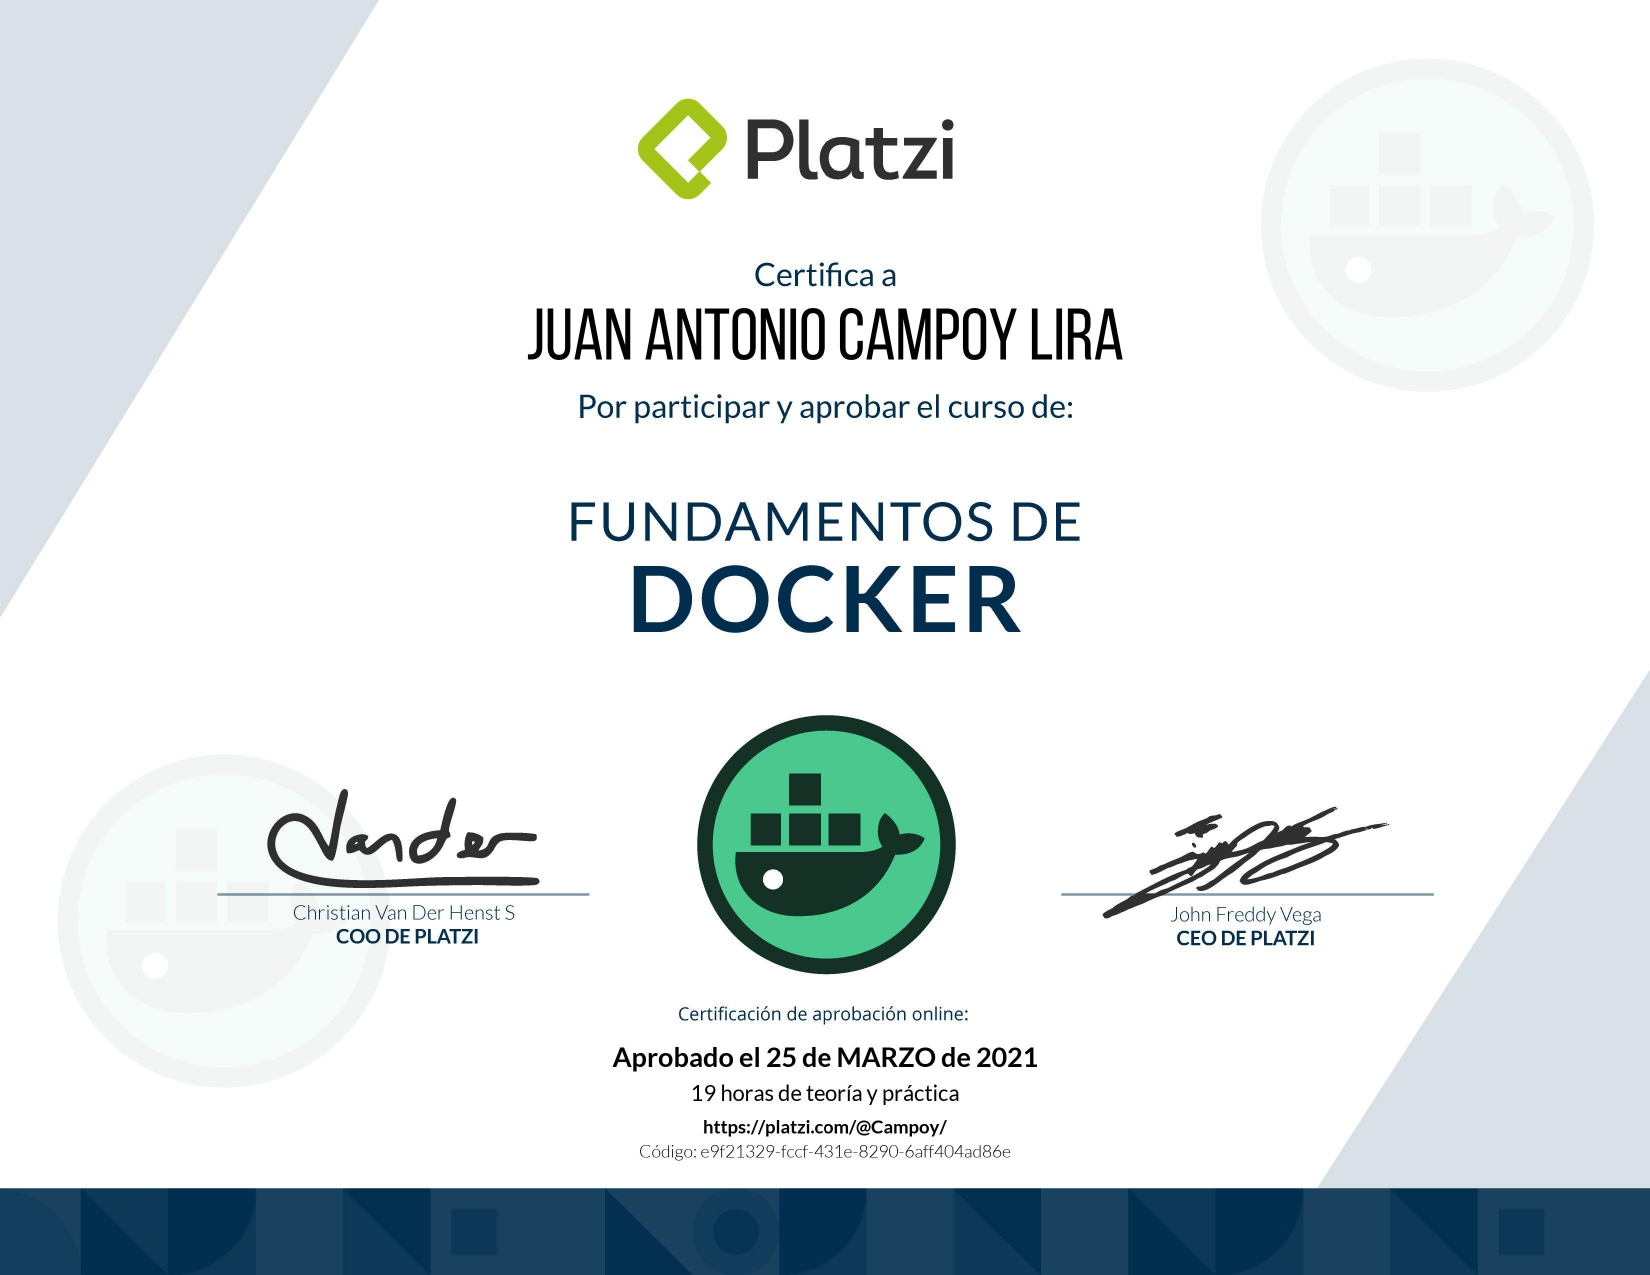 Platzi
Certifica a
JUAN ANTONIO CAMPOY LIRA
Por participar y aprobar el curso de:
FUNDAMENTOS DE
DOCKER
Vander
Christian Van Der Henst S
COO DE PLATZI
John Freddy Vega
CEO DE PLATZI
Certificación de aprobación online:
Aprobado el 25 de MARZO de 2021
19 horas de teoría y práctica
https://platzi.com/@Campoy/
Código: e9f21329-fccf-431e-8290-6aff404ad86e